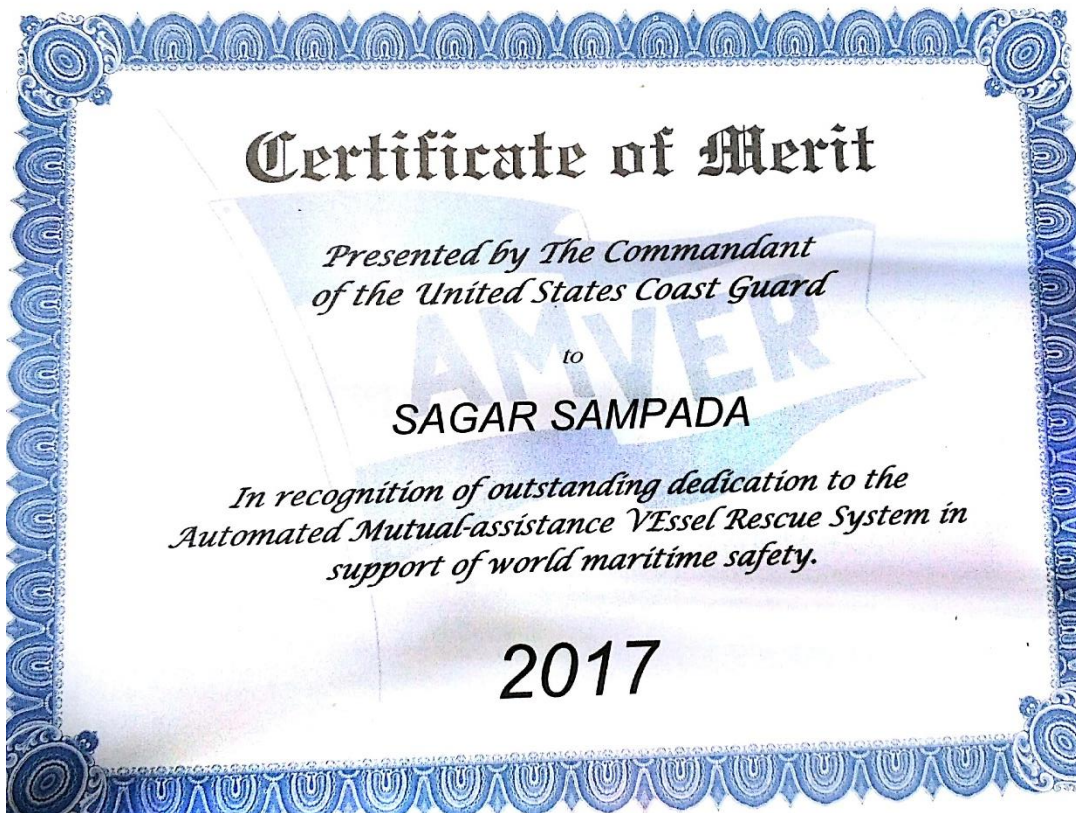 Certificate of Merit
Presented by The Commandant
of the United States Coast Guard
to
AMVER
SAGAR SAMPADA
In recognition of outstanding dedication to the
Automated Mutual-assistance VEssel Rescue System in
support of world maritime safety.
2017